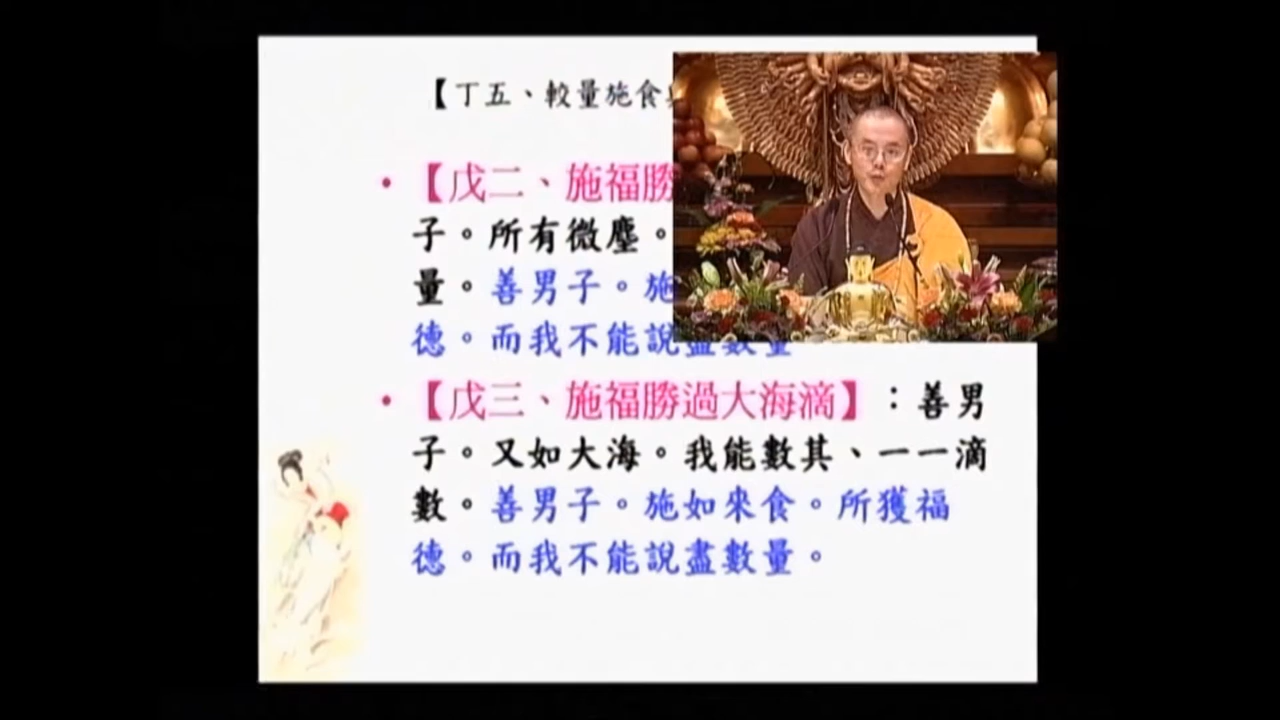 【丁五、較量施食
• 【戊二、施福勝
子。所有微塵。
量。善男子。施
德。而我不能說盡數量
• 【戊三、施福勝過大海滴】：善男
子。又如大海。我能數其、一一滴
數。善男子。施如來食。所獲福
德。而我不能說盡數量。